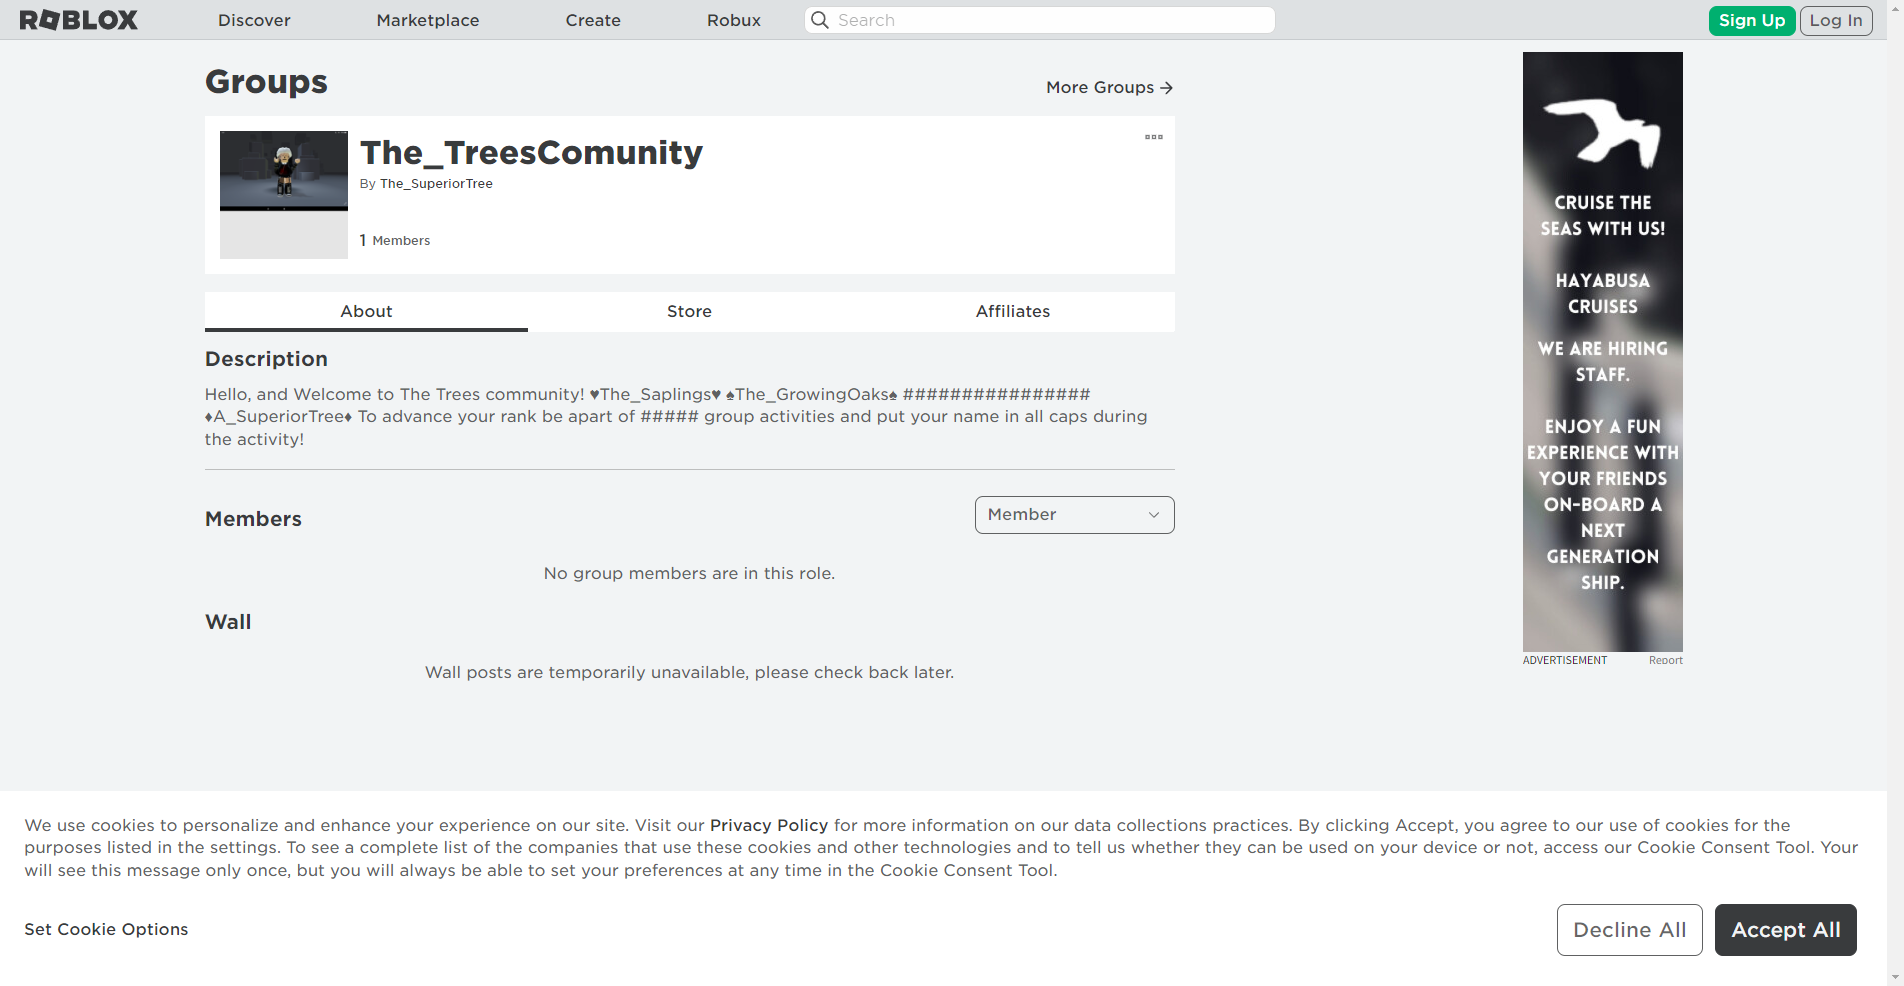 ROBLOX
Discover
Marketplace
Create
Robux
Search
Sign Up
Log In
Groups
More Groups →
The_TreesComunity
By The_SuperiorTree
1 Members
About
Store
Affiliates
Description
Hello, and Welcome to The Trees community! ♥The_Saplings♥ ♠The_GrowingOaks♠ ################
♦A_SuperiorTree♦ To advance your rank be apart of ##### group activities and put your name in all caps during
the activity!
Members
Member
No group members are in this role.
Wall
Wall posts are temporarily unavailable, please check back later.
CRUISE THE
SEAS WITH US!
HAYABUSA
CRUISES
WE ARE HIRING
STAFF.
ENJOY A FUN
EXPERIENCE WITH
YOUR FRIENDS
ON-BOARD A
NEXT
GENERATION
SHIP.
ADVERTISEMENT
Report
We use cookies to personalize and enhance your experience on our site. Visit our Privacy Policy for more information on our data collections practices. By clicking Accept, you agree to our use of cookies for the
purposes listed in the settings. To see a complete list of the companies that use these cookies and other technologies and to tell us whether they can be used on your device or not, access our Cookie Consent Tool. Your
will see this message only once, but you will always be able to set your preferences at any time in the Cookie Consent Tool.
Set Cookie Options
Decline All
Accept All